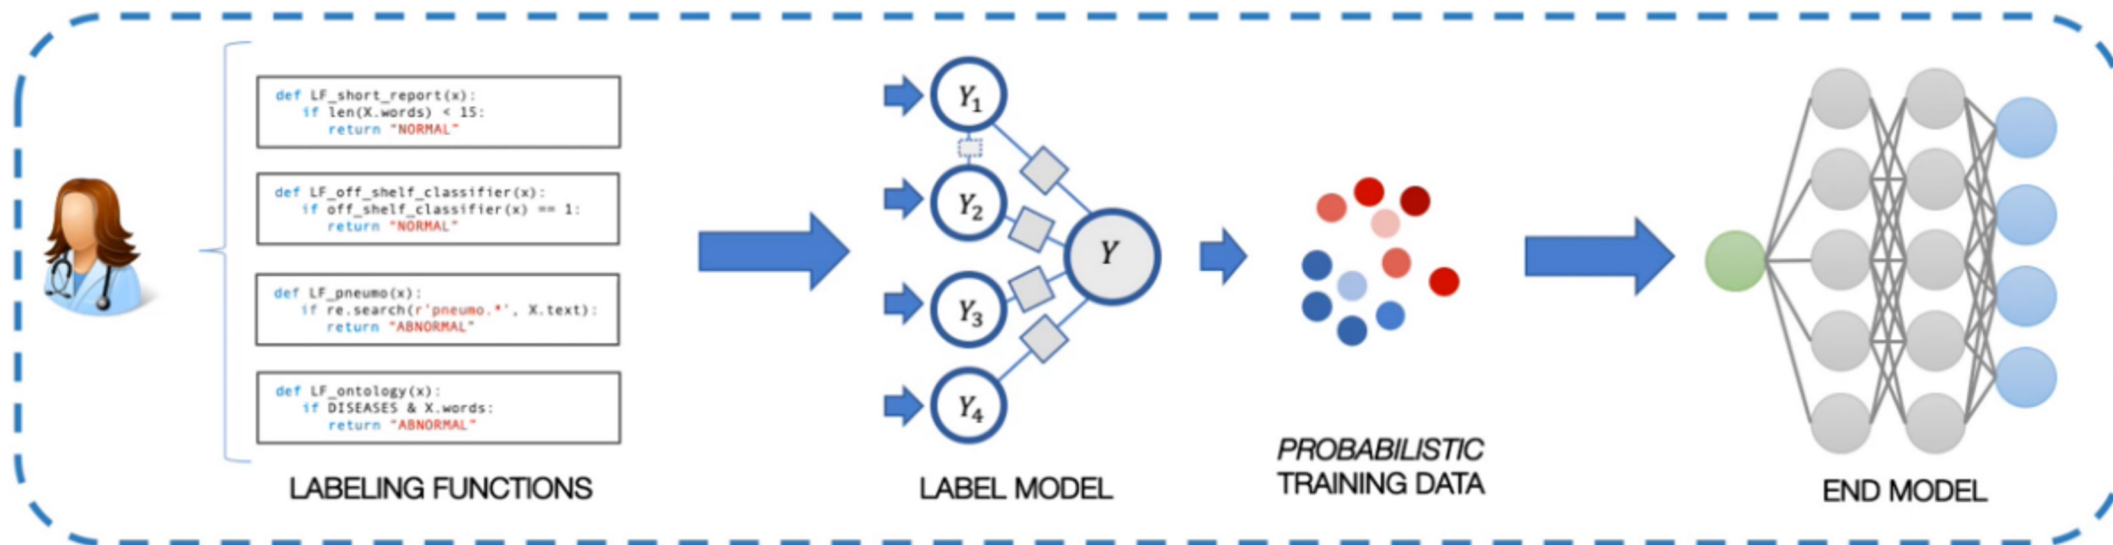 def LF_short_report(x):
if len(X.words) < 15:
return "NORMAL"
def LF_off_shelf_classifier(x):
if off_shelf_classifier(x) == 1:
return "NORMAL"
def LF_pneumo(x):
if re.search(r'pneumo.*', X.text):
return "ABNORMAL"
def LF_ontology(x):
if DISEASES & X.words:
return "ABNORMAL"
LABELING FUNCTIONS
Y₁
Y₂
Y₃
Y₄
Y
LABEL MODEL
PROBABILISTIC
TRAINING DATA
END MODEL